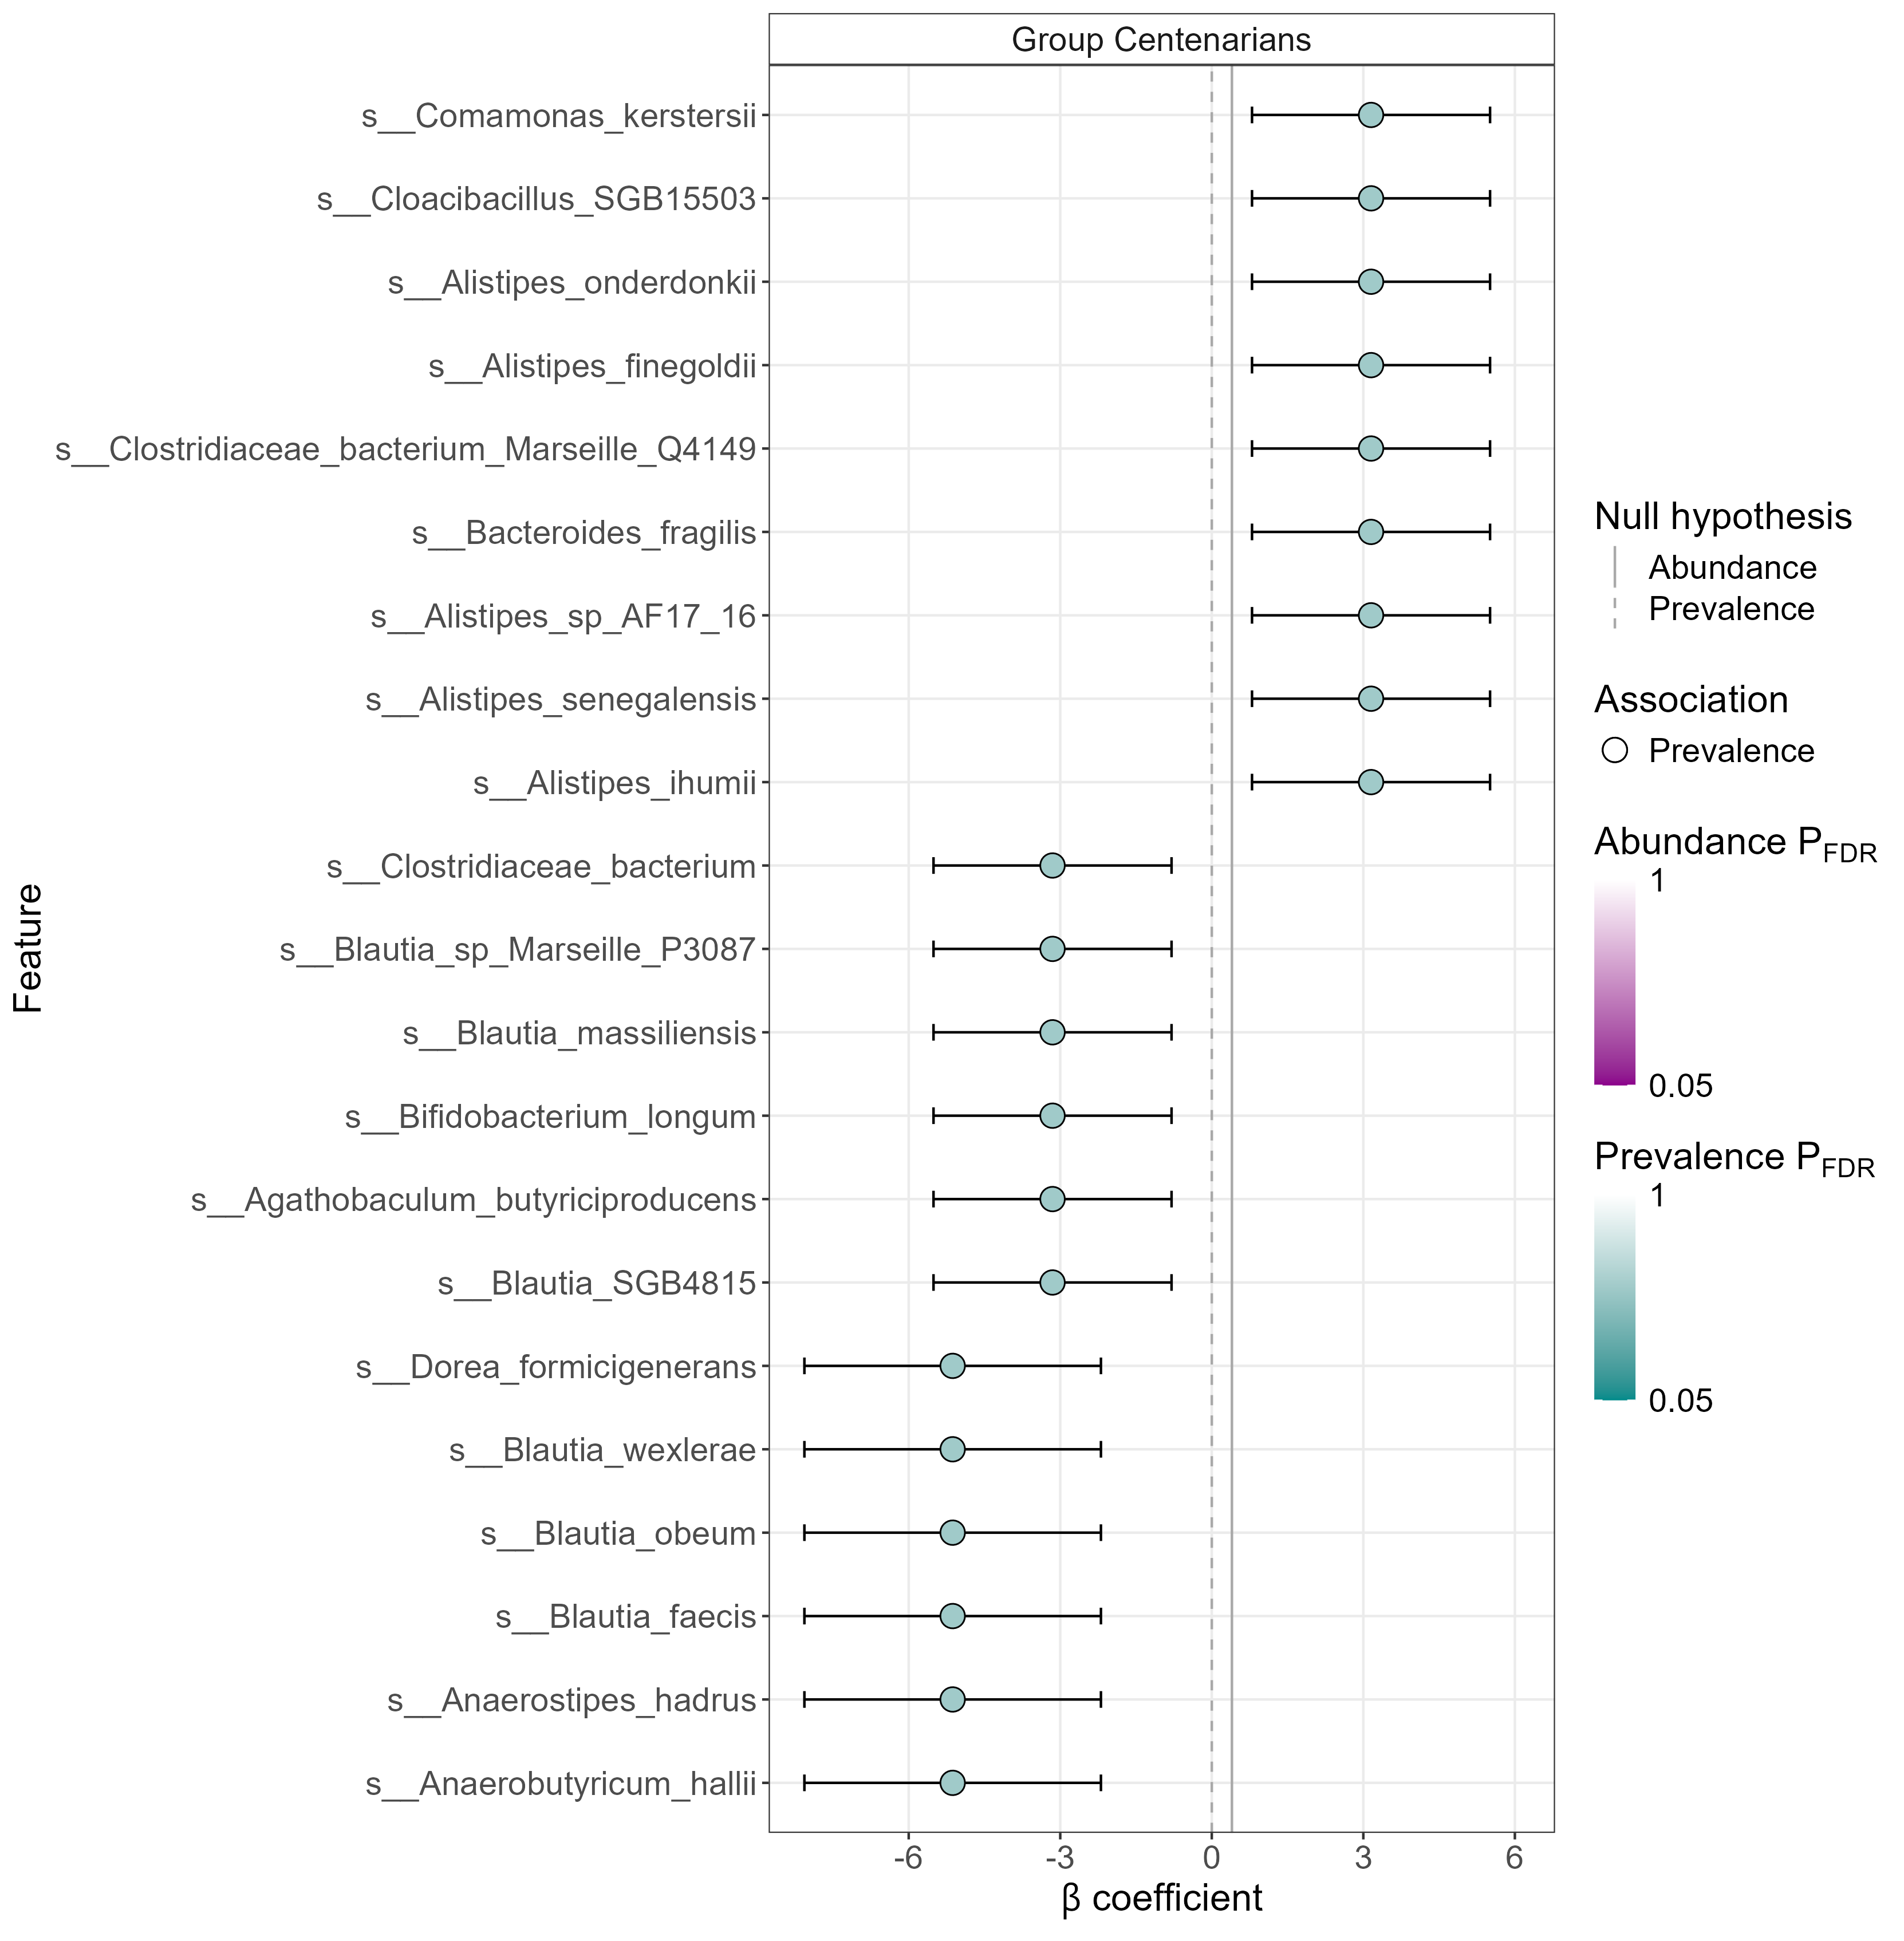 Group Centenarians
s__Comamonas_kerstersii
s__Cloacibacillus_SGB15503
s__Alistipes_onderdonkii
s__Alistipes_finegoldii
s__Clostridiaceae_bacterium_Marseille_Q4149
s__Bacteroides_fragilis
s__Alistipes_sp_AF17_16
s__Alistipes_senegalensis
s__Alistipes_ihumii
s__Clostridiaceae_bacterium
s__Blautia_sp_Marseille_P3087
s__Blautia_massiliensis
s__Bifidobacterium_longum
s__Agathobaculum_butyriciproducens
s__Blautia_SGB4815
s__Dorea_formicigenerans
s__Blautia_wexlerae
s__Blautia_obeum
s__Blautia_faecis
s__Anaerostipes_hadrus
s__Anaerobutyricum_hallii
Feature
-6 -3 0 3 6
β coefficient
Null hypothesis
Abundance
Prevalence
Association
Prevalence
Abundance PFDR
1
0.05
Prevalence PFDR
1
0.05